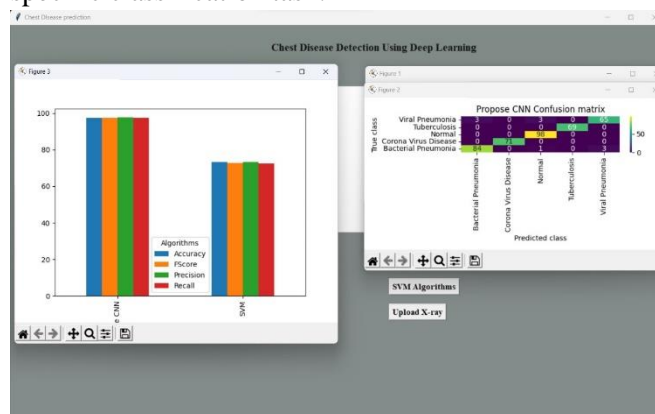 Chest Disease prediction
Chest Disease Detection Using Deep Learning
Figure 3
100
80
60
40
20
0
Algorithms
Accuracy
FScore
Precision
Recall
e CNN
SVM
Figure 1
Figure 2
Propose CNN Confusion matrix
True class
Viral Pneumonia 3 0 3 0 65
Tuberculosis 0 0 0 69 0
Normal 0 0 98 0 0
Corona Virus Disease 0 71 0 0 0
Bacterial Pneumonia 84 0 1 0 3
50
0
Bacterial Pneumonia
Corona Virus Disease
Normal
Tuberculosis
Viral Pneumonia
Predicted class
SVM Algorithms
Upload X-ray